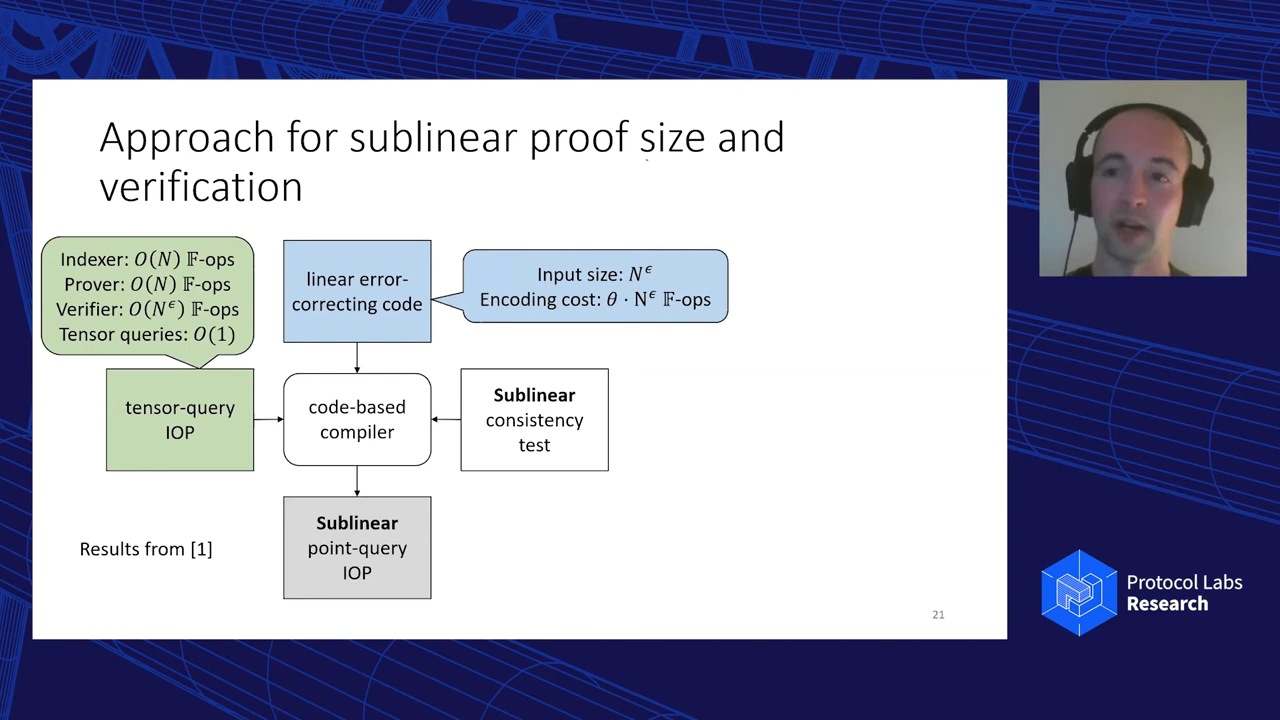 Approach for sublinear proof size and
verification
Indexer: O(N) 𝔽-ops
Prover: O(N) 𝔽-ops
Verifier: O(N^ϵ) 𝔽-ops
Tensor queries: O(1)
linear error-
correcting code
Input size: N^ϵ
Encoding cost: θ · N^ϵ 𝔽-ops
tensor-query
IOP
code-based
compiler
Sublinear
consistency
test
Sublinear
point-query
IOP
Results from [1]
21
Protocol Labs
Research